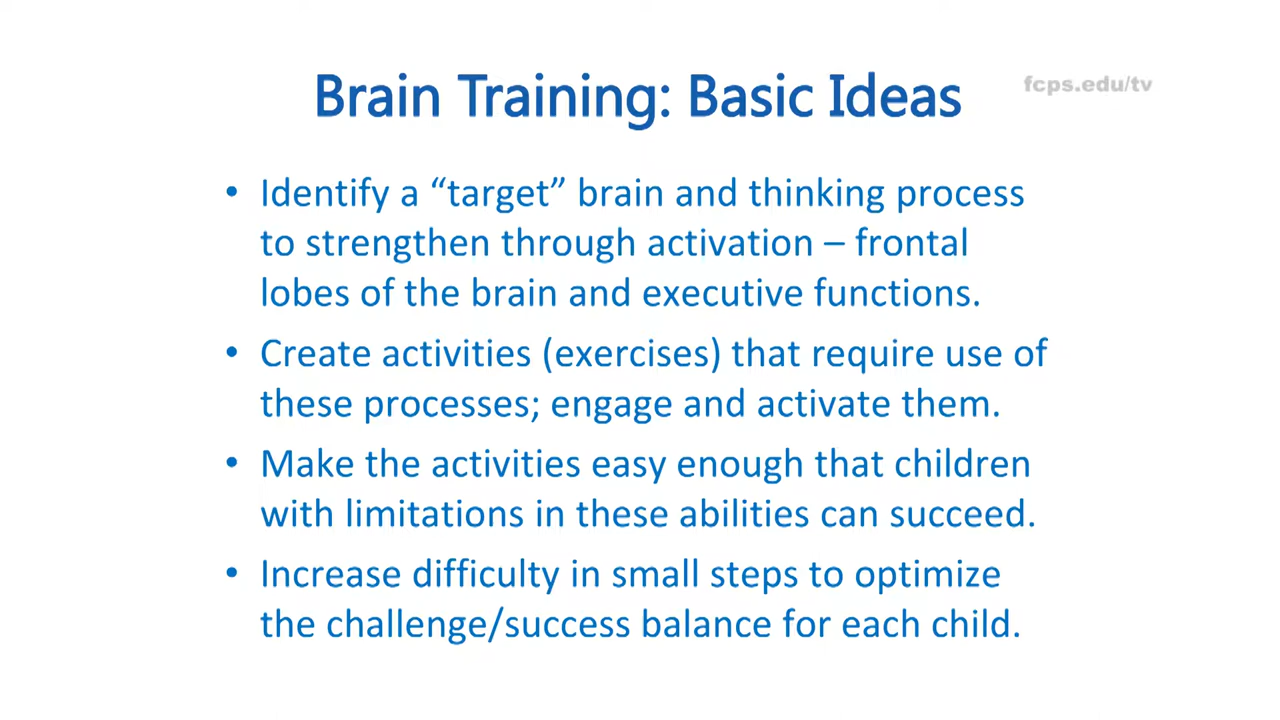 fcps.edu/tv
Brain Training: Basic Ideas
• Identify a “target” brain and thinking process
to strengthen through activation – frontal
lobes of the brain and executive functions.
• Create activities (exercises) that require use of
these processes; engage and activate them.
• Make the activities easy enough that children
with limitations in these abilities can succeed.
• Increase difficulty in small steps to optimize
the challenge/success balance for each child.